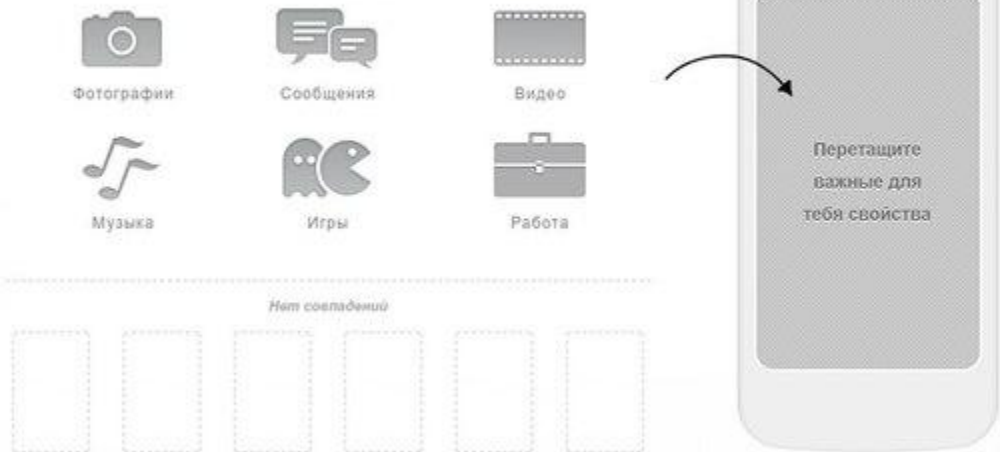 Фотографии
Сообщения
Видео
Музыка
Игры
Работа
Нет совпадений
Перетащите
важные для
тебя свойства